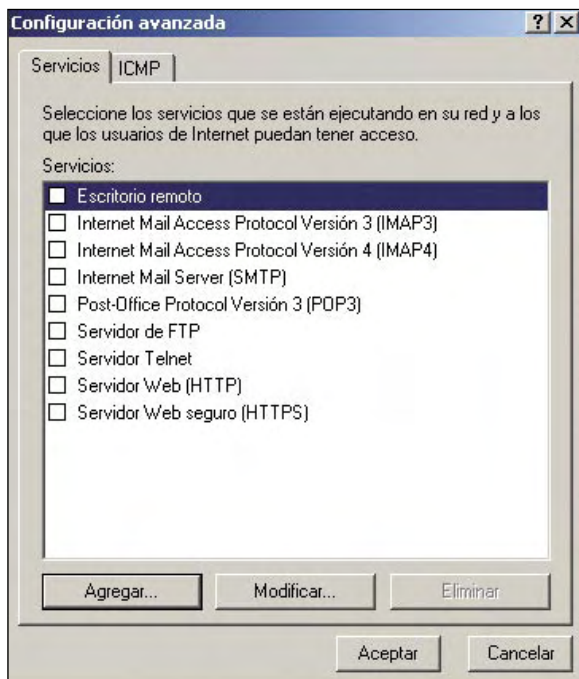 Configuración avanzada
Servicios
ICMP
Seleccione los servicios que se están ejecutando en su red y a los
que los usuarios de Internet puedan tener acceso.
Servicios:
Escritorio remoto
Internet Mail Access Protocol Versión 3 (IMAP3)
Internet Mail Access Protocol Versión 4 (IMAP4)
Internet Mail Server (SMTP)
Post-Office Protocol Versión 3 (POP3)
Servidor de FTP
Servidor Telnet
Servidor Web (HTTP)
Servidor Web seguro (HTTPS)
Agregar...
Modificar...
Eliminar
Aceptar
Cancelar